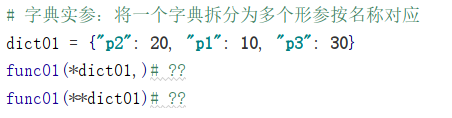 # 字典实参：将一个字典拆分为多个形参按名称对应
dict01 = {"p2": 20, "p1": 10, "p3": 30}
func01(*dict01,)# ??
func01(**dict01)# ??